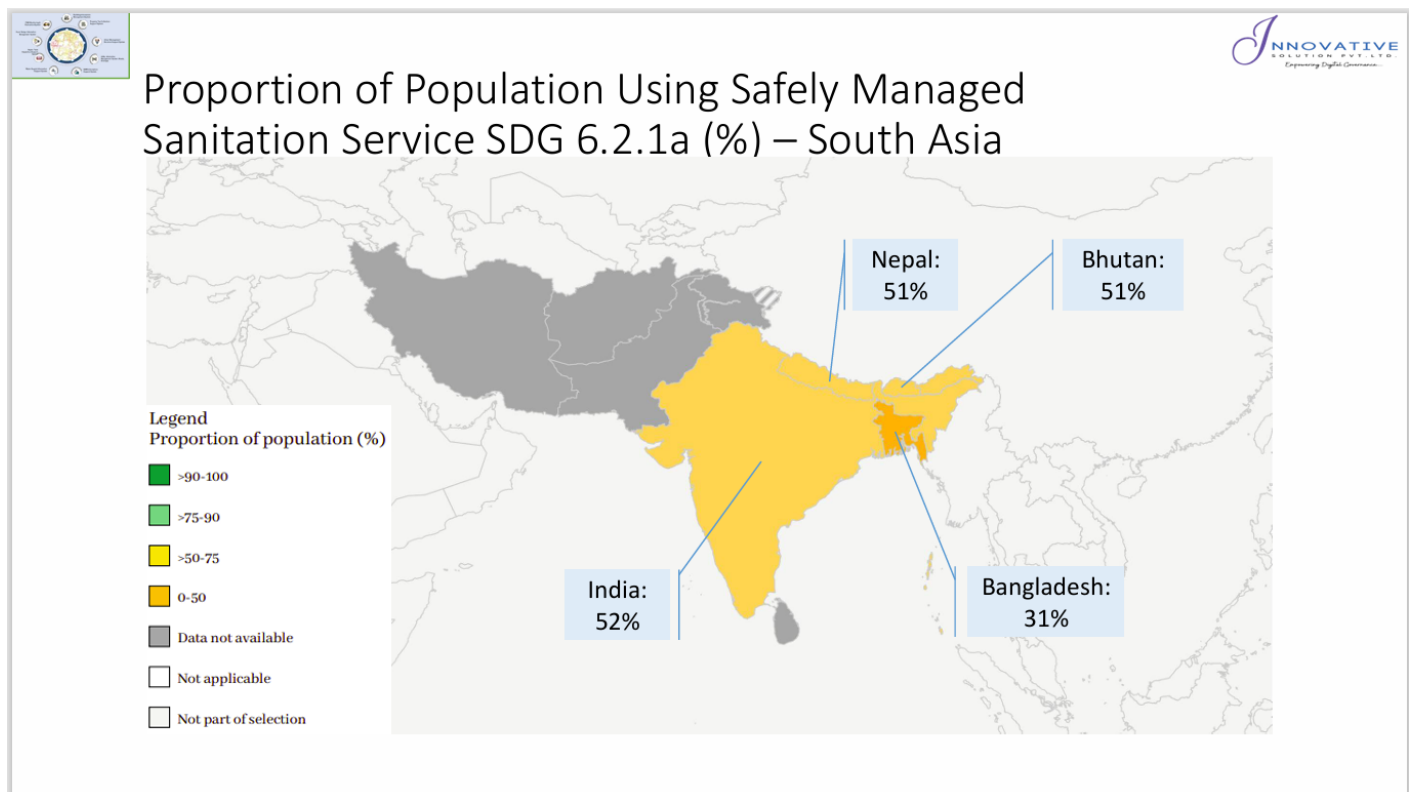 INNOVATIVE
SOLUTION PVT. LTD.
Empowering Digital Governance...
Proportion of Population Using Safely Managed
Sanitation Service SDG 6.2.1a (%) – South Asia
Nepal:
51%
Bhutan:
51%
Legend
Proportion of population (%)
>90-100
>75-90
>50-75
0-50
Data not available
Not applicable
Not part of selection
India:
52%
Bangladesh:
31%